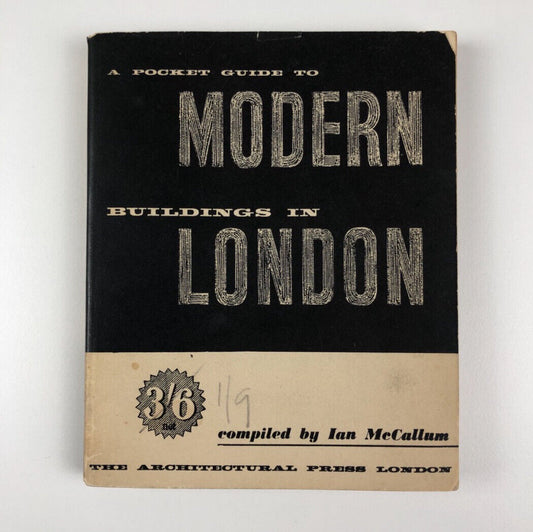 A POCKET GUIDE TO
MODERN
BUILDINGS IN
LONDON
3/6
net
1/9
compiled by Ian McCallum
THE ARCHITECTURAL PRESS LONDON